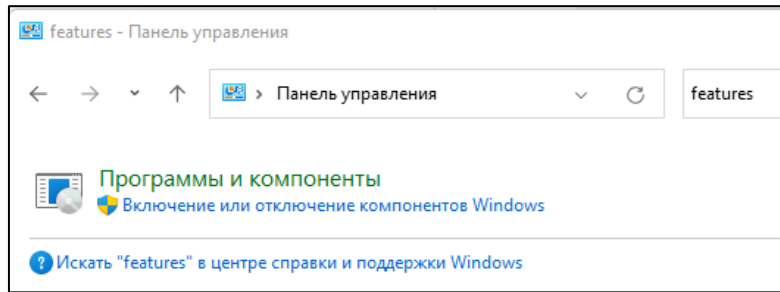 features - Панель управления
Панель управления
features
Программы и компоненты
Включение или отключение компонентов Windows
Искать "features" в центре справки и поддержки Windows